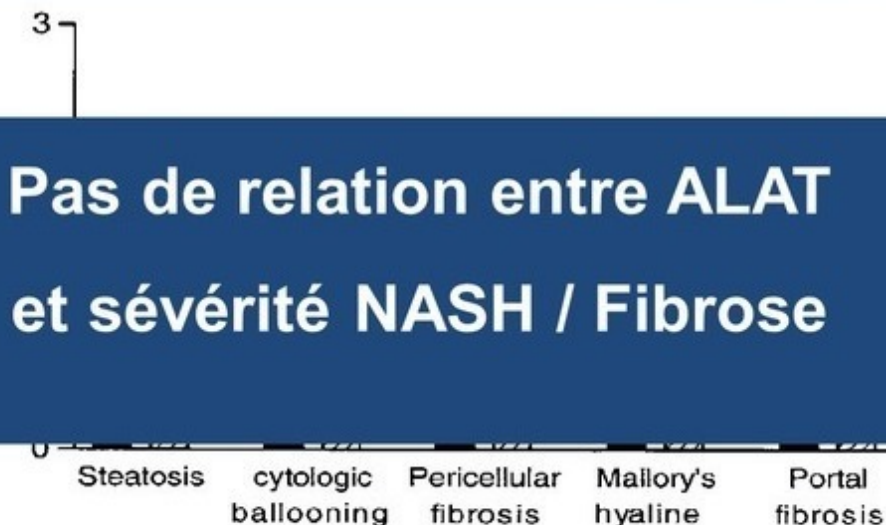 3
Pas de relation entre ALAT
et sévérité NASH / Fibrose
0
Steatosis cytologic Pericellular Mallory's Portal
ballooning fibrosis hyaline fibrosis